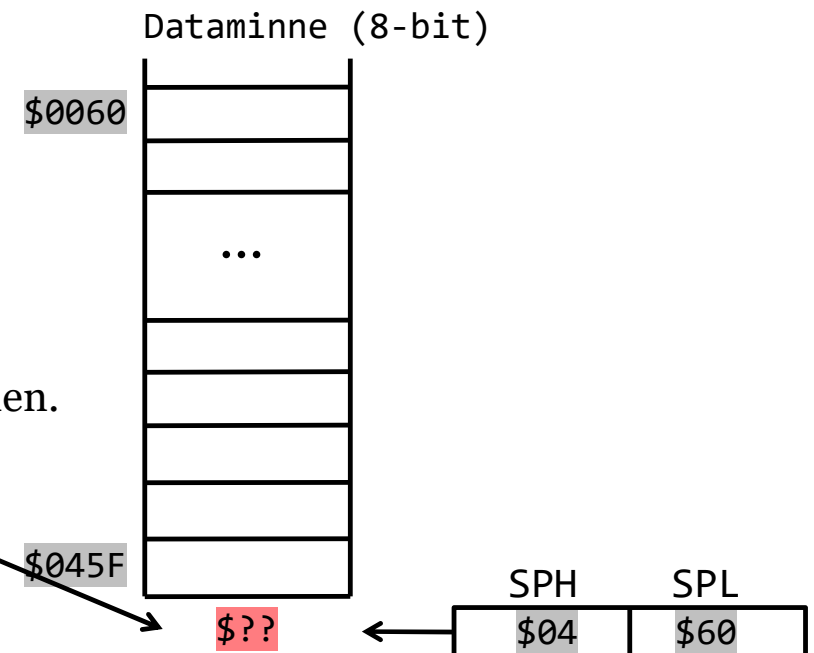 Dataminne (8-bit)
$0060
...
en.
$045F
SPH SPL
$?? $04 $60